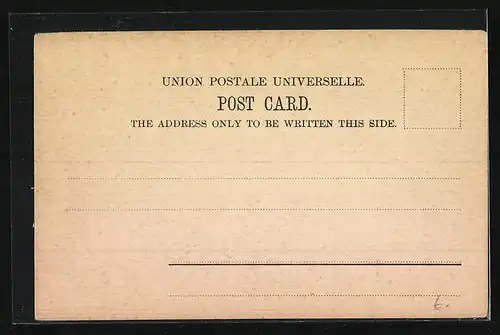 UNION POSTALE UNIVERSELLE.
POST CARD.
THE ADDRESS ONLY TO BE WRITTEN THIS SIDE.